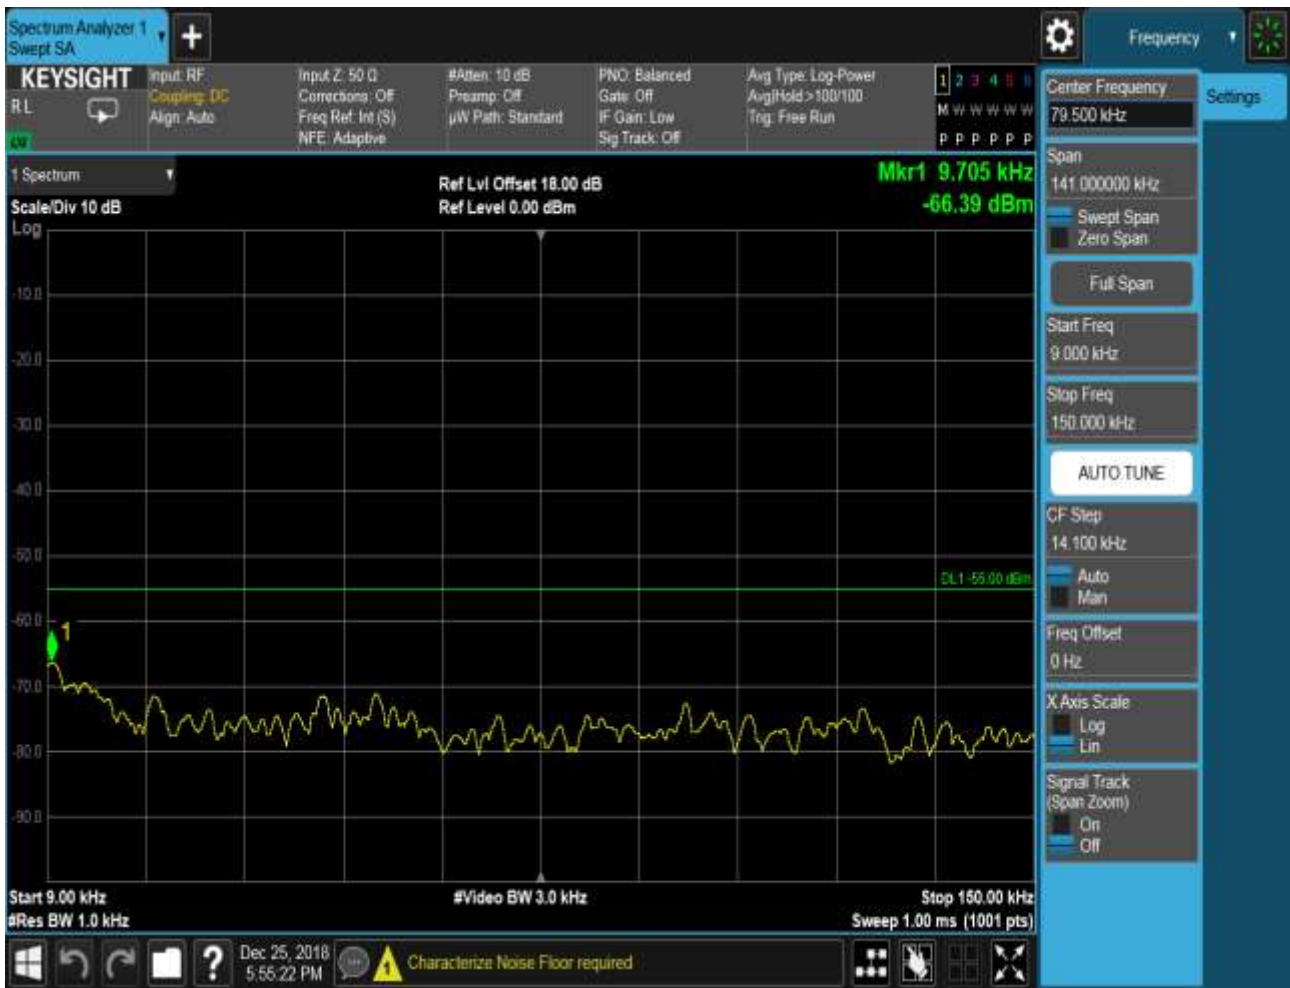 Spectrum Analyzer 1
Swept SA
Frequency
KEYSIGHT
R L
Input: RF
Coupling: DC
Align: Auto
Input Z: 50 Ω
Corrections: Off
Freq Ref: Int (S)
NFE: Adaptive
#Atten: 10 dB
Preamp: Off
µW Path: Standard
PNO: Balanced
Gate: Off
IF Gain: Low
Sig Track: Off
Avg Type: Log-Power
Avg|Hold >100/100
Trig: Free Run
1 2 3 4 5 6
M W W W W W
P P P P P P
Settings
Center Frequency
79.500 kHz
Span
141.000000 kHz
Swept Span
Zero Span
Full Span
Start Freq
9.000 kHz
Stop Freq
150.000 kHz
AUTO TUNE
CF Step
14.100 kHz
Auto
Man
Freq Offset
0 Hz
X Axis Scale
Log
Lin
Signal Track
(Span Zoom)
On
Off
1 Spectrum
Scale/Div 10 dB
Log
Ref Lvl Offset 18.00 dB
Ref Level 0.00 dBm
Mkr1 9.705 kHz
-66.39 dBm
-10.0
-20.0
-30.0
-40.0
-50.0
DL1 -55.00 dBm
-60.0
1
-70.0
-80.0
-90.0
Start 9.00 kHz
#Video BW 3.0 kHz
Stop 150.00 kHz
#Res BW 1.0 kHz
Sweep 1.00 ms (1001 pts)
Dec 25, 2018
5:55:22 PM
Characterize Noise Floor required